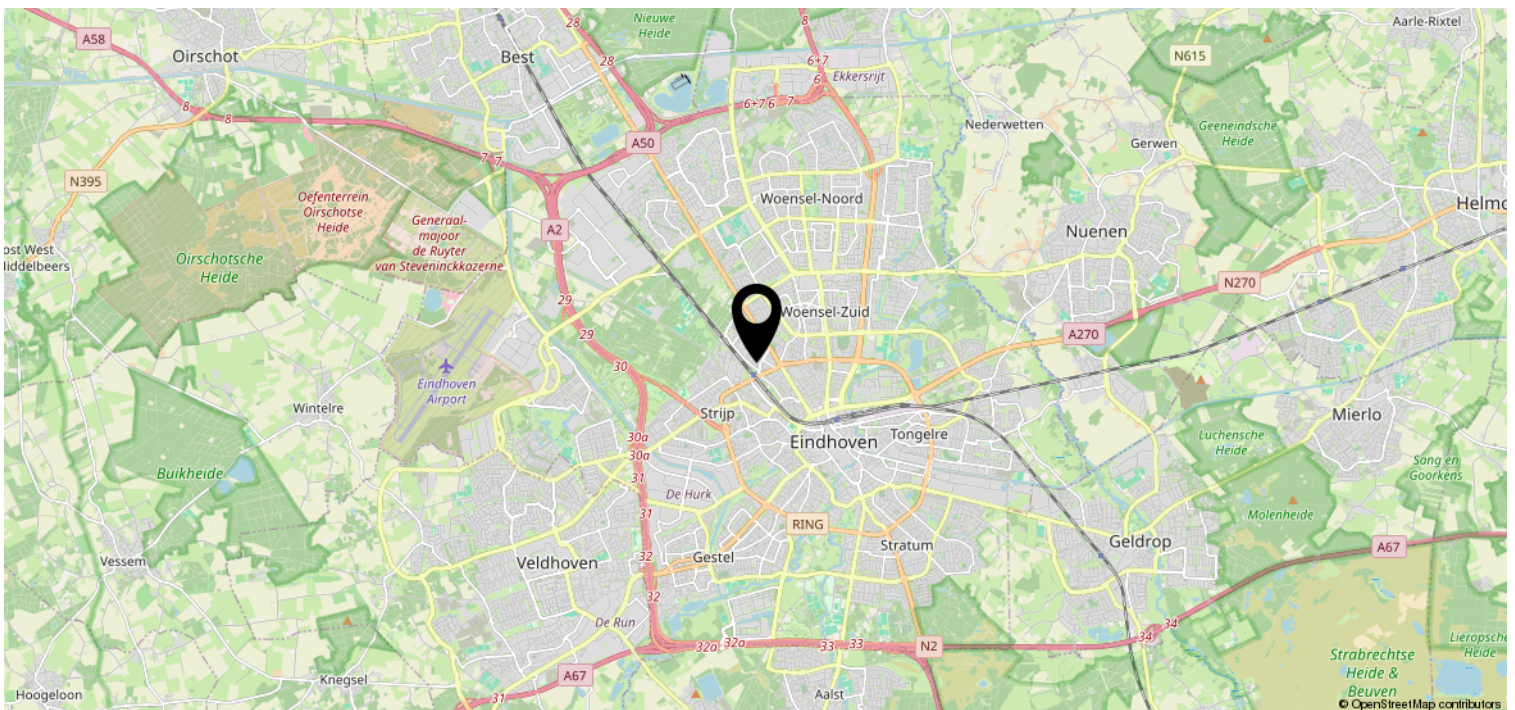 28
Nieuwe
Heide
8
Aarle-Rixtel
A58
Oirschot
Best
28
6+7
6
Ekkersrijt
N615
8
8
6+7 6
7
A50
Nederwetten
Gerwen
Geeneindsche
Heide
7
7
N395
Oefenterrein
Oirschotse
Heide
Woensel-Noord
Generaal-
majoor
de Ruyter
van Steveninckkazerne
A2
Nuenen
Helmo
ost West
Middelbeers
Oirschotsche
Heide
N270
29
Woensel-Zuid
29
A270
30
Eindhoven
Airport
Wintelre
Strijp
Mierlo
30a
30a
Eindhoven
Tongelre
Luchensche
Heide
Buikheide
31
Sang en
Goorkens
De Hurk
31
RING
Molenheide
Vessem
Veldhoven
32
Gestel
Stratum
Geldrop
A67
32
De Run
34
34
32a
32a
33
33
N2
Lieropsche
Heide
Strabrechtse
Heide &
Beuven
A67
Knegsel
31
Hoogeloon
Aalst
© OpenStreetMap contributors